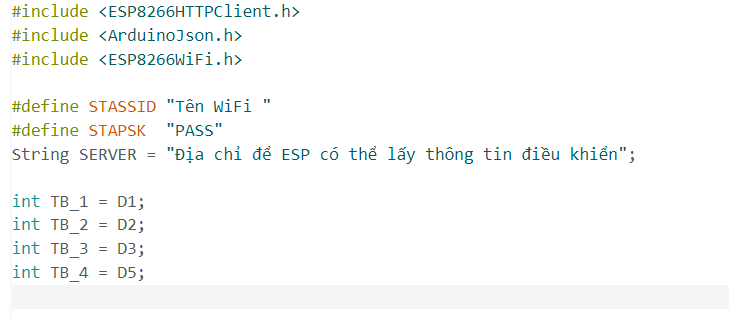 #include <ESP8266HTTPClient.h>
#include <ArduinoJson.h>
#include <ESP8266WiFi.h>
#define STASSID "Tên WiFi "
#define STAPSK  "PASS"
String SERVER = "Địa chỉ để ESP có thể lấy thông tin điều khiển";
int TB_1 = D1;
int TB_2 = D2;
int TB_3 = D3;
int TB_4 = D5;